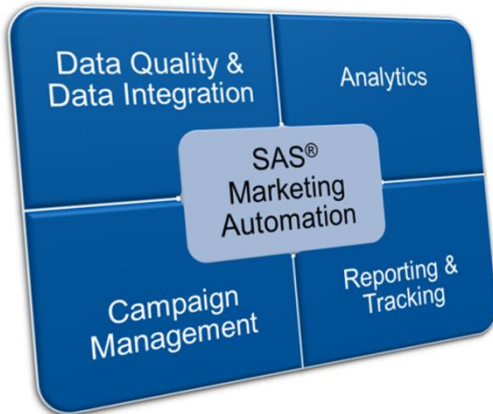 Data Quality &
Data Integration
Analytics
SAS®
Marketing
Automation
Campaign
Management
Reporting &
Tracking